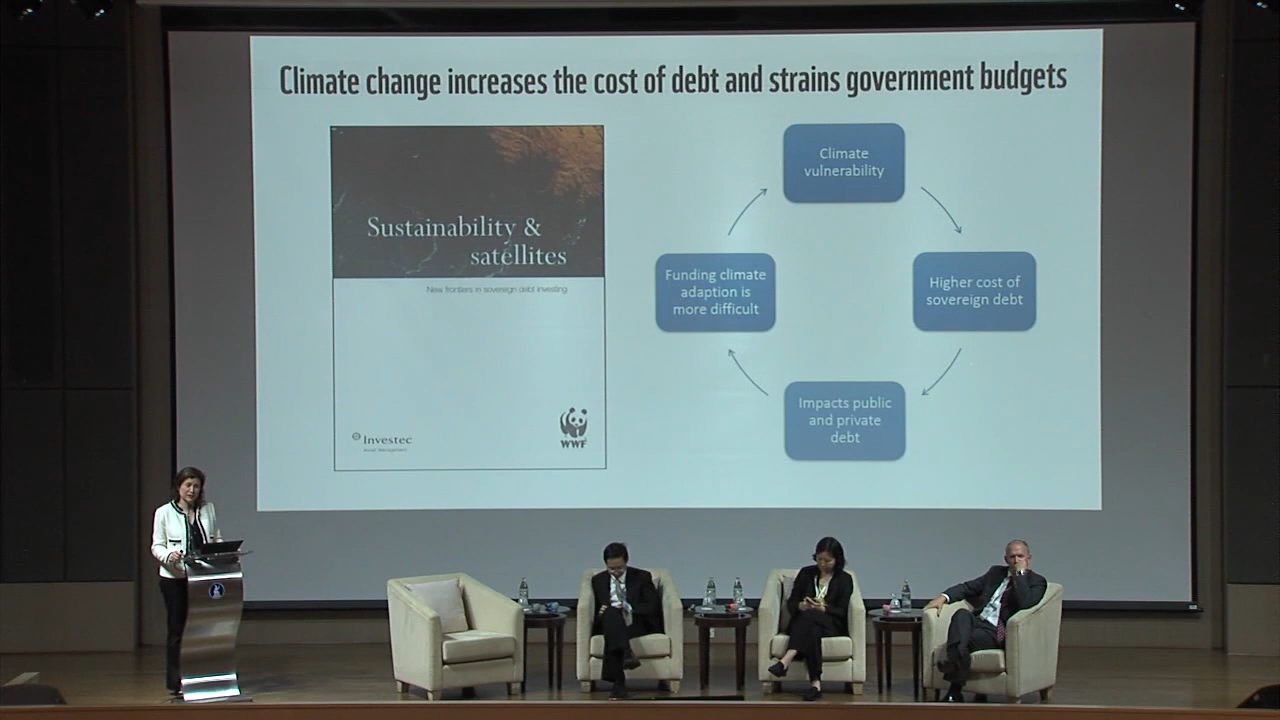 Climate change increases the cost of debt and strains government budgets
Sustainability &
satellites
New frontiers in sovereign debt investing
Investec
Asset Management
WWF
Climate
vulnerability
Higher cost of
sovereign debt
Impacts public
and private
debt
Funding climate
adaption is
more difficult